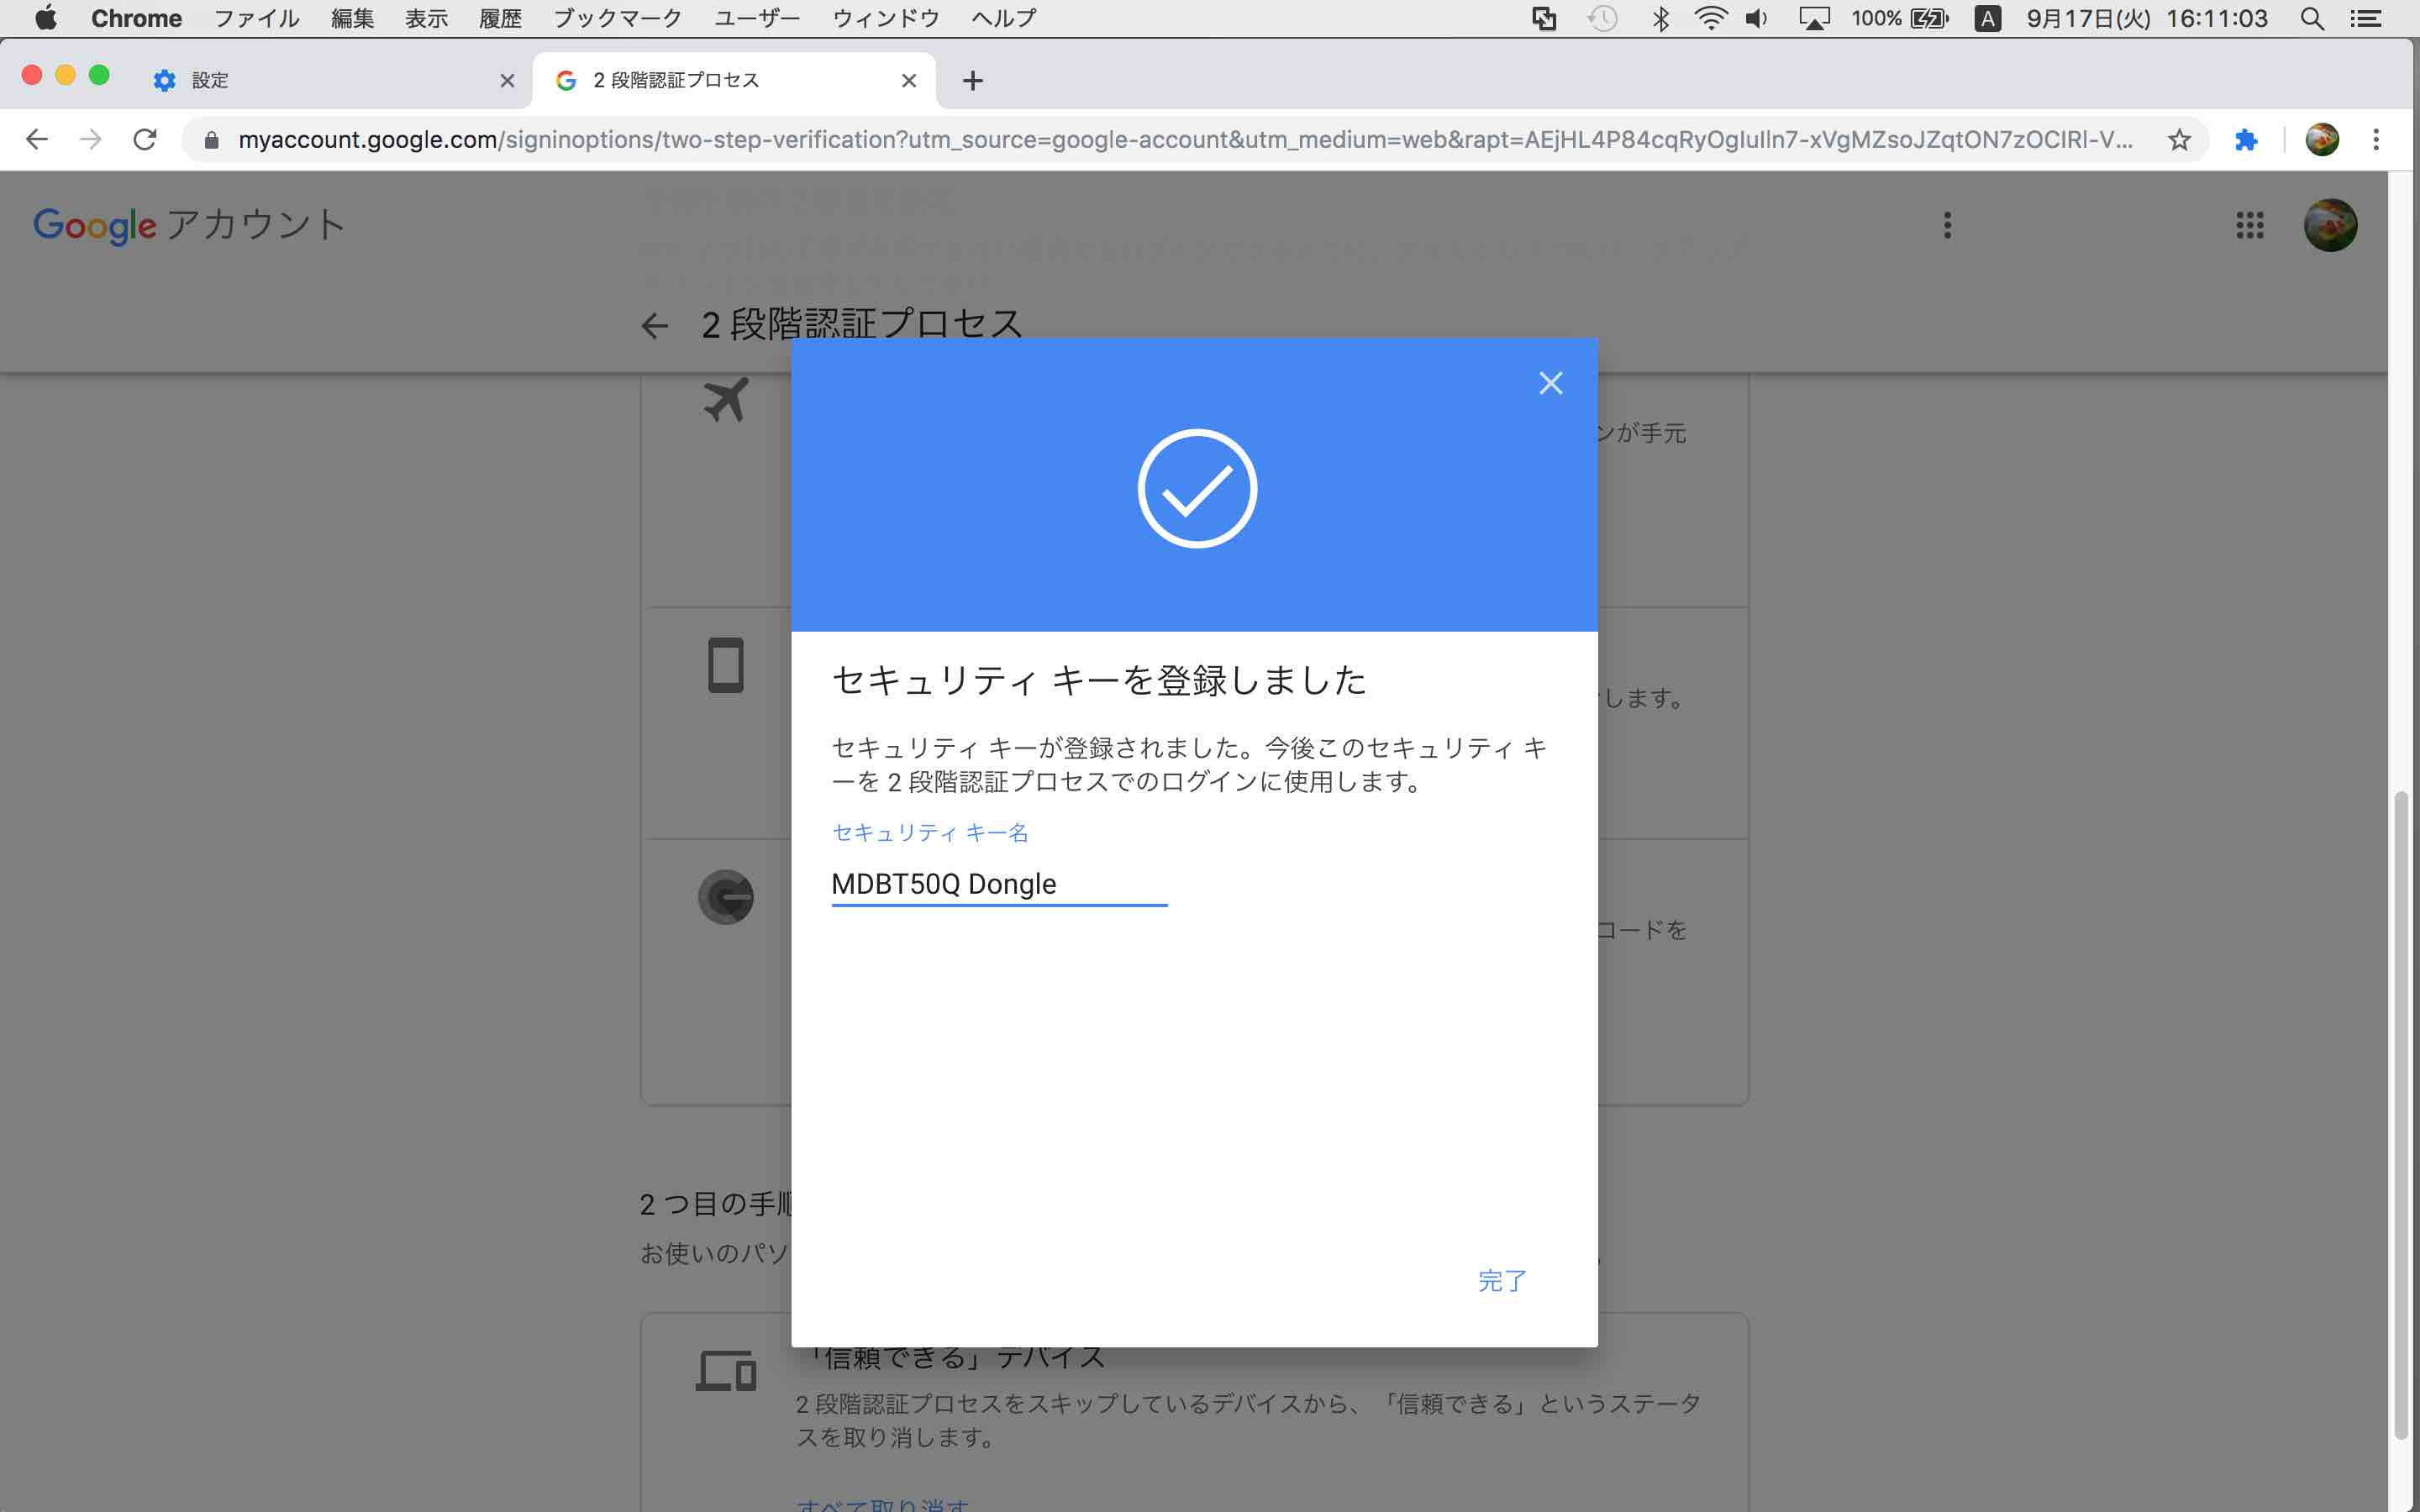 Chrome ファイル 編集 表示 履歴 ブックマーク ユーザー ウィンドウ ヘルプ 100% A 9月17日(火) 16:11:03
設定
2 段階認証プロセス
myaccount.google.com/signinoptions/two-step-verification?utm_source=google-account&utm_medium=web&rapt=AEjHL4P84cqRyOgIuIln7-xVgMZsoJZqtON7zOCIRl-V...
Google アカウント
2 段階認証プロセス
ンが手元
セキュリティ キーを登録しました
します。
セキュリティ キーが登録されました。今後このセキュリティ キ
ーを 2 段階認証プロセスでのログインに使用します。
セキュリティ キー名
MDBT50Q Dongle
コードを
2 つ目の手順
お使いのパソ
完了
「信頼できる」デバイス
2 段階認証プロセスをスキップしているデバイスから、「信頼できる」というステータ
スを取り消します。
すべて取り消す